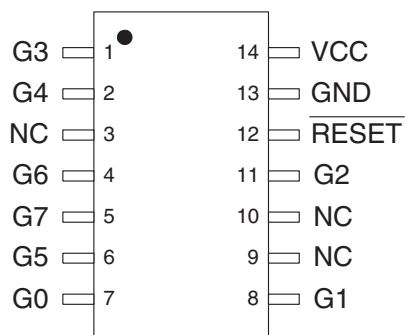 G3 1 14 VCC
G4 2 13 GND
NC 3 12 RESET
G6 4 11 G2
G7 5 10 NC
G5 6 9 NC
G0 7 8 G1